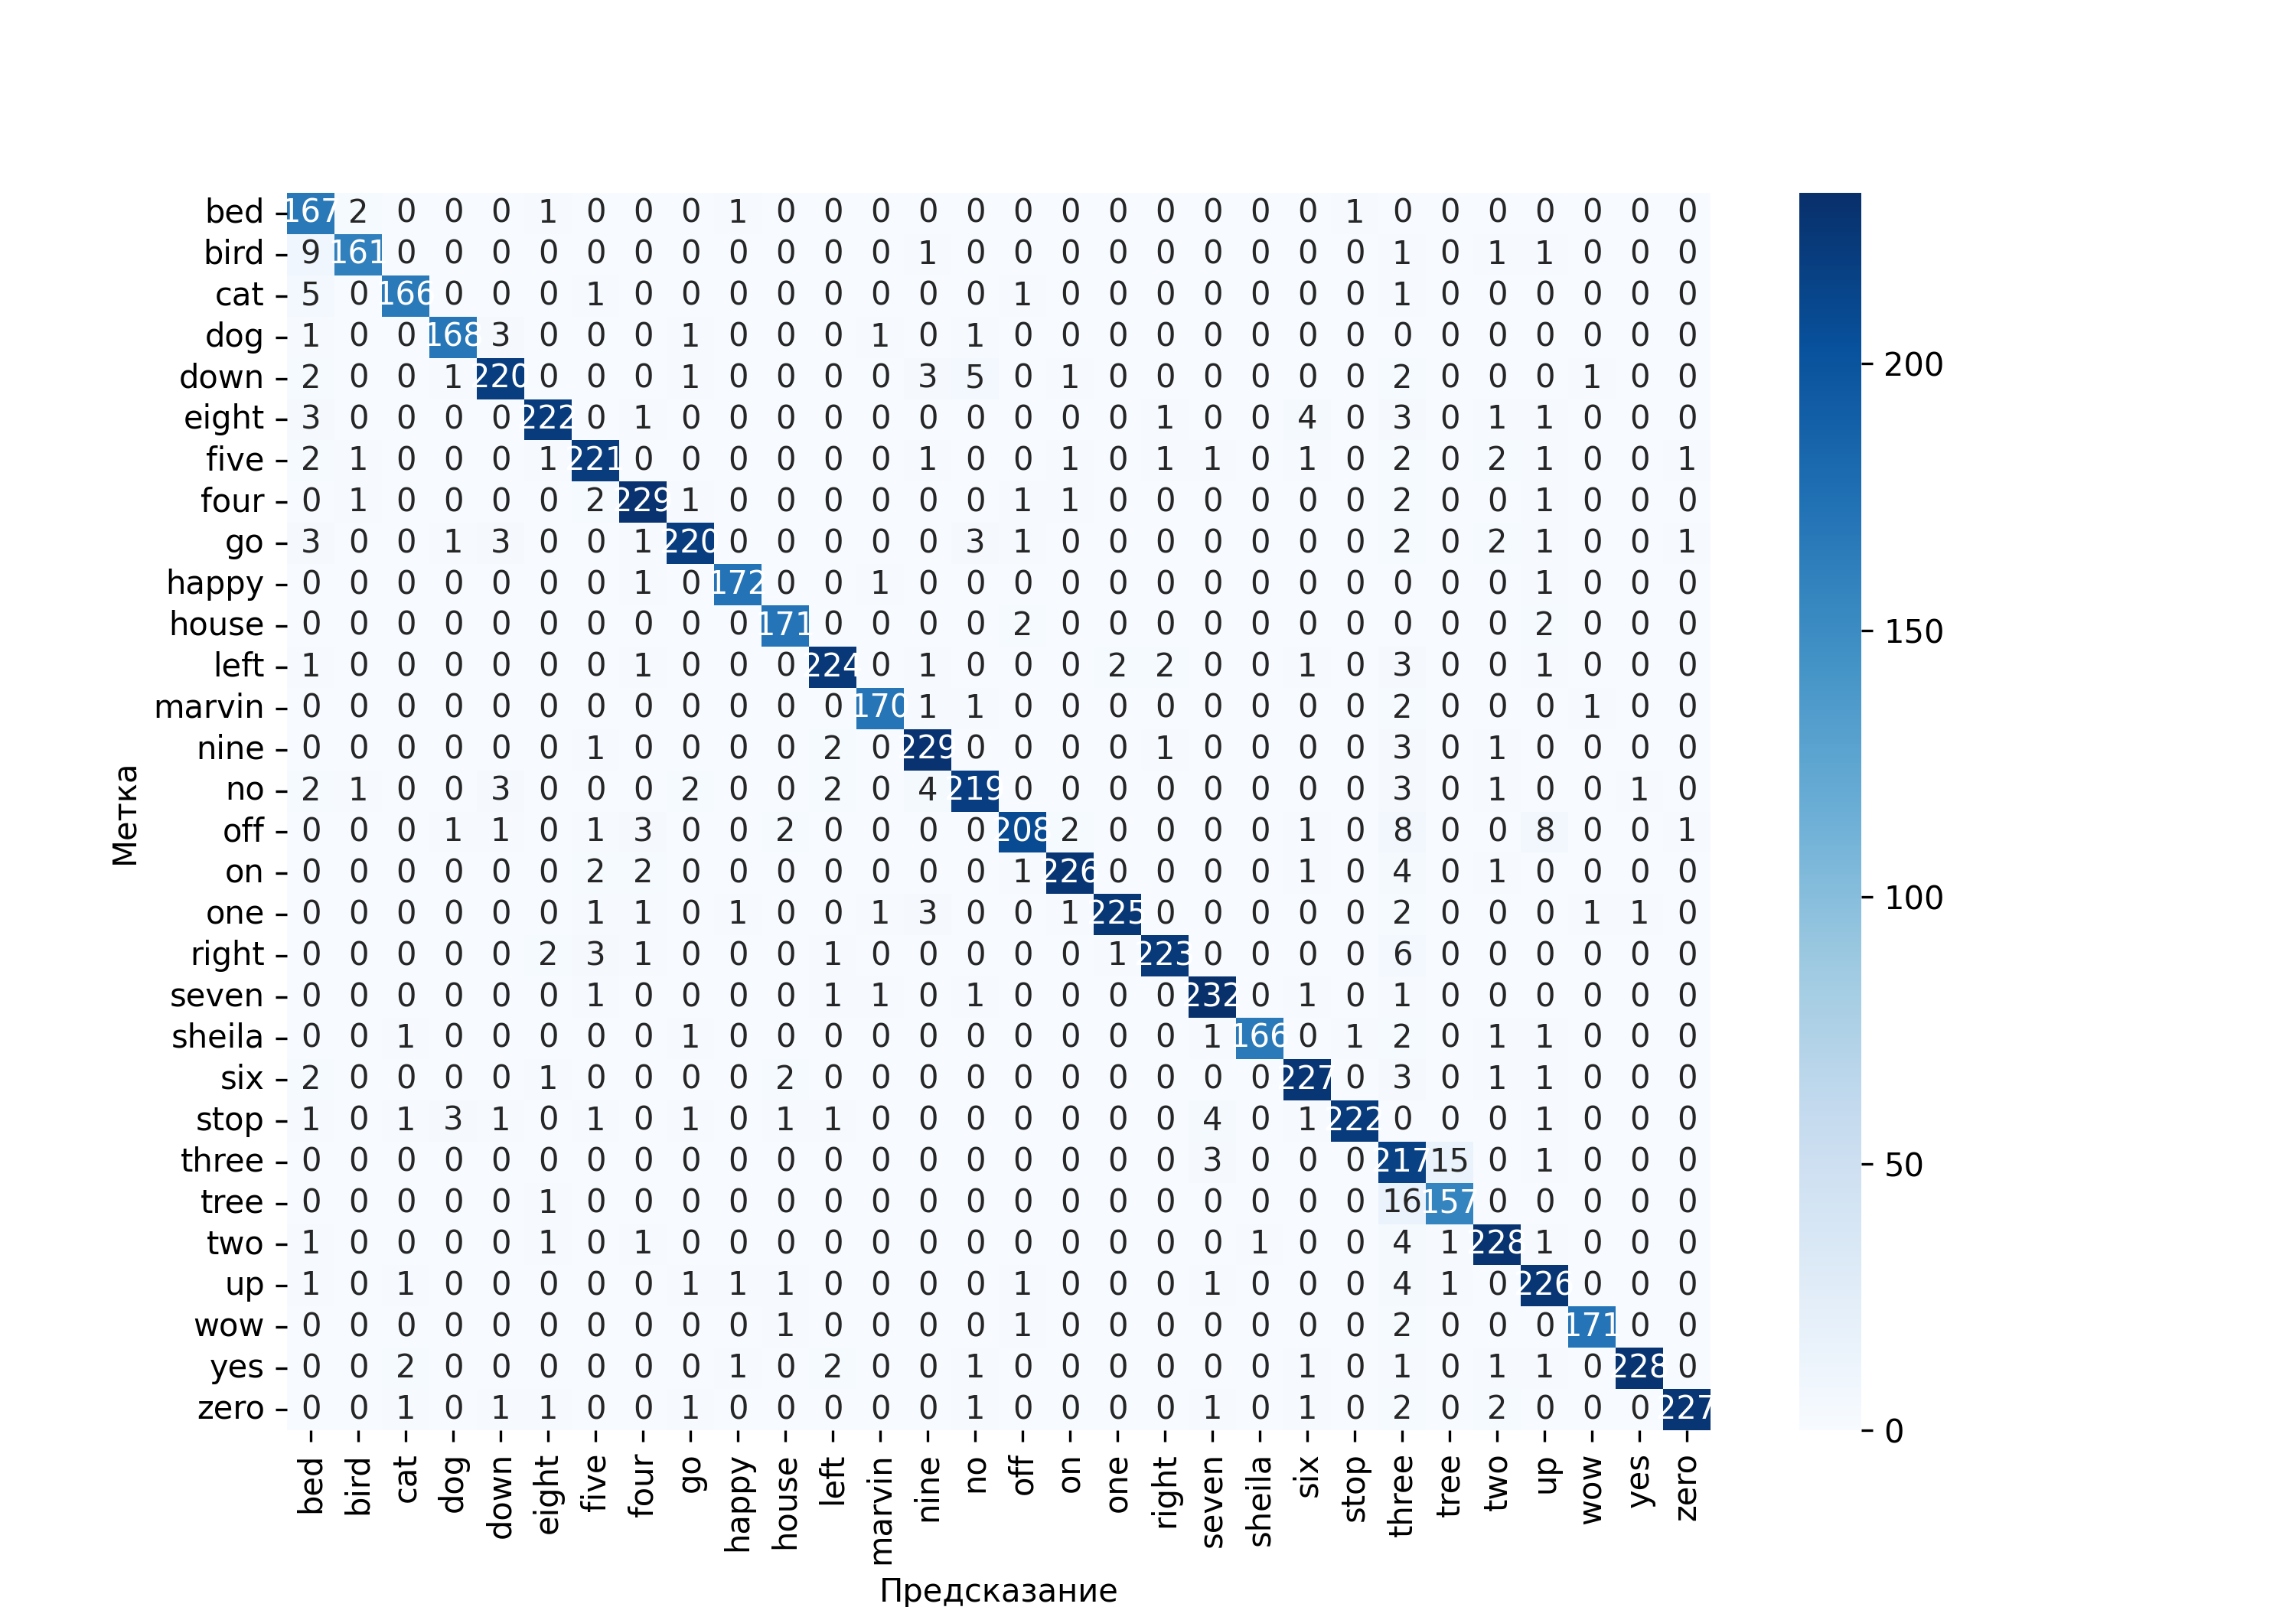 bed 167 2 0 0 0 1 0 0 0 1 0 0 0 0 0 0 0 0 0 0 0 0 1 0 0 0 0 0 0 0
bird 9 161 0 0 0 0 0 0 0 0 0 0 0 1 0 0 0 0 0 0 0 0 0 1 0 1 1 0 0 0
cat 5 0 166 0 0 0 1 0 0 0 0 0 0 0 0 1 0 0 0 0 0 0 0 1 0 0 0 0 0 0
dog 1 0 0 168 3 0 0 0 1 0 0 0 1 0 1 0 0 0 0 0 0 0 0 0 0 0 0 0 0 0
down 2 0 0 1 220 0 0 0 1 0 0 0 0 3 5 0 1 0 0 0 0 0 0 2 0 0 0 1 0 0
200
eight 3 0 0 0 0 222 0 1 0 0 0 0 0 0 0 0 0 0 1 0 0 4 0 3 0 1 1 0 0 0
five 2 1 0 0 0 1 221 0 0 0 0 0 0 1 0 0 1 0 1 1 0 1 0 2 0 2 1 0 0 1
four 0 1 0 0 0 0 2 229 1 0 0 0 0 0 0 1 1 0 0 0 0 0 0 2 0 0 1 0 0 0
go 3 0 0 1 3 0 0 1 220 0 0 0 0 0 3 1 0 0 0 0 0 0 0 2 0 2 1 0 0 1
happy 0 0 0 0 0 0 0 1 0 172 0 0 1 0 0 0 0 0 0 0 0 0 0 0 0 0 1 0 0 0
house 0 0 0 0 0 0 0 0 0 0 171 0 0 0 0 2 0 0 0 0 0 0 0 0 0 0 2 0 0 0
150
left 1 0 0 0 0 0 0 1 0 0 0 224 0 1 0 0 0 2 2 0 0 1 0 3 0 0 1 0 0 0
marvin 0 0 0 0 0 0 0 0 0 0 0 0 170 1 1 0 0 0 0 0 0 0 0 2 0 0 0 1 0 0
nine 0 0 0 0 0 0 1 0 0 0 0 2 0 229 0 0 0 0 1 0 0 0 0 3 0 1 0 0 0 0
no 2 1 0 0 3 0 0 0 2 0 0 2 0 4 219 0 0 0 0 0 0 0 0 3 0 1 0 0 1 0
Метка
off 0 0 0 1 1 0 1 3 0 0 2 0 0 0 0 208 2 0 0 0 0 1 0 8 0 0 8 0 0 1
on 0 0 0 0 0 0 2 2 0 0 0 0 0 0 0 1 226 0 0 0 0 1 0 4 0 1 0 0 0 0
100
one 0 0 0 0 0 0 1 1 0 1 0 0 1 3 0 0 1 225 0 0 0 0 0 2 0 0 0 1 1 0
right 0 0 0 0 0 2 3 1 0 0 0 1 0 0 0 0 0 1 223 0 0 0 0 6 0 0 0 0 0 0
seven 0 0 0 0 0 0 1 0 0 0 0 1 1 0 1 0 0 0 0 232 0 1 0 1 0 0 0 0 0 0
sheila 0 0 1 0 0 0 0 0 1 0 0 0 0 0 0 0 0 0 0 1 166 0 1 2 0 1 1 0 0 0
six 2 0 0 0 0 1 0 0 0 0 2 0 0 0 0 0 0 0 0 0 0 227 0 3 0 1 1 0 0 0
stop 1 0 1 3 1 0 1 0 1 0 1 1 0 0 0 0 0 0 0 4 0 1 222 0 0 0 1 0 0 0
three 0 0 0 0 0 0 0 0 0 0 0 0 0 0 0 0 0 0 0 3 0 0 0 217 15 0 1 0 0 0
50
tree 0 0 0 0 0 1 0 0 0 0 0 0 0 0 0 0 0 0 0 0 0 0 0 16 157 0 0 0 0 0
two 1 0 0 0 0 1 0 1 0 0 0 0 0 0 0 0 0 0 0 0 1 0 0 4 1 228 1 0 0 0
up 1 0 1 0 0 0 0 0 1 1 1 0 0 0 0 1 0 0 0 1 0 0 0 4 1 0 226 0 0 0
wow 0 0 0 0 0 0 0 0 0 0 1 0 0 0 0 1 0 0 0 0 0 0 0 2 0 0 0 171 0 0
yes 0 0 2 0 0 0 0 0 0 1 0 2 0 0 1 0 0 0 0 0 0 1 0 1 0 1 1 0 228 0
zero 0 0 1 0 1 1 0 0 1 0 0 0 0 0 1 0 0 0 0 1 0 1 0 2 0 2 0 0 0 227
0
bed bird cat dog down eight five four go happy house left marvin nine no off on one right seven sheila six stop three tree two up wow yes zero
Предсказание